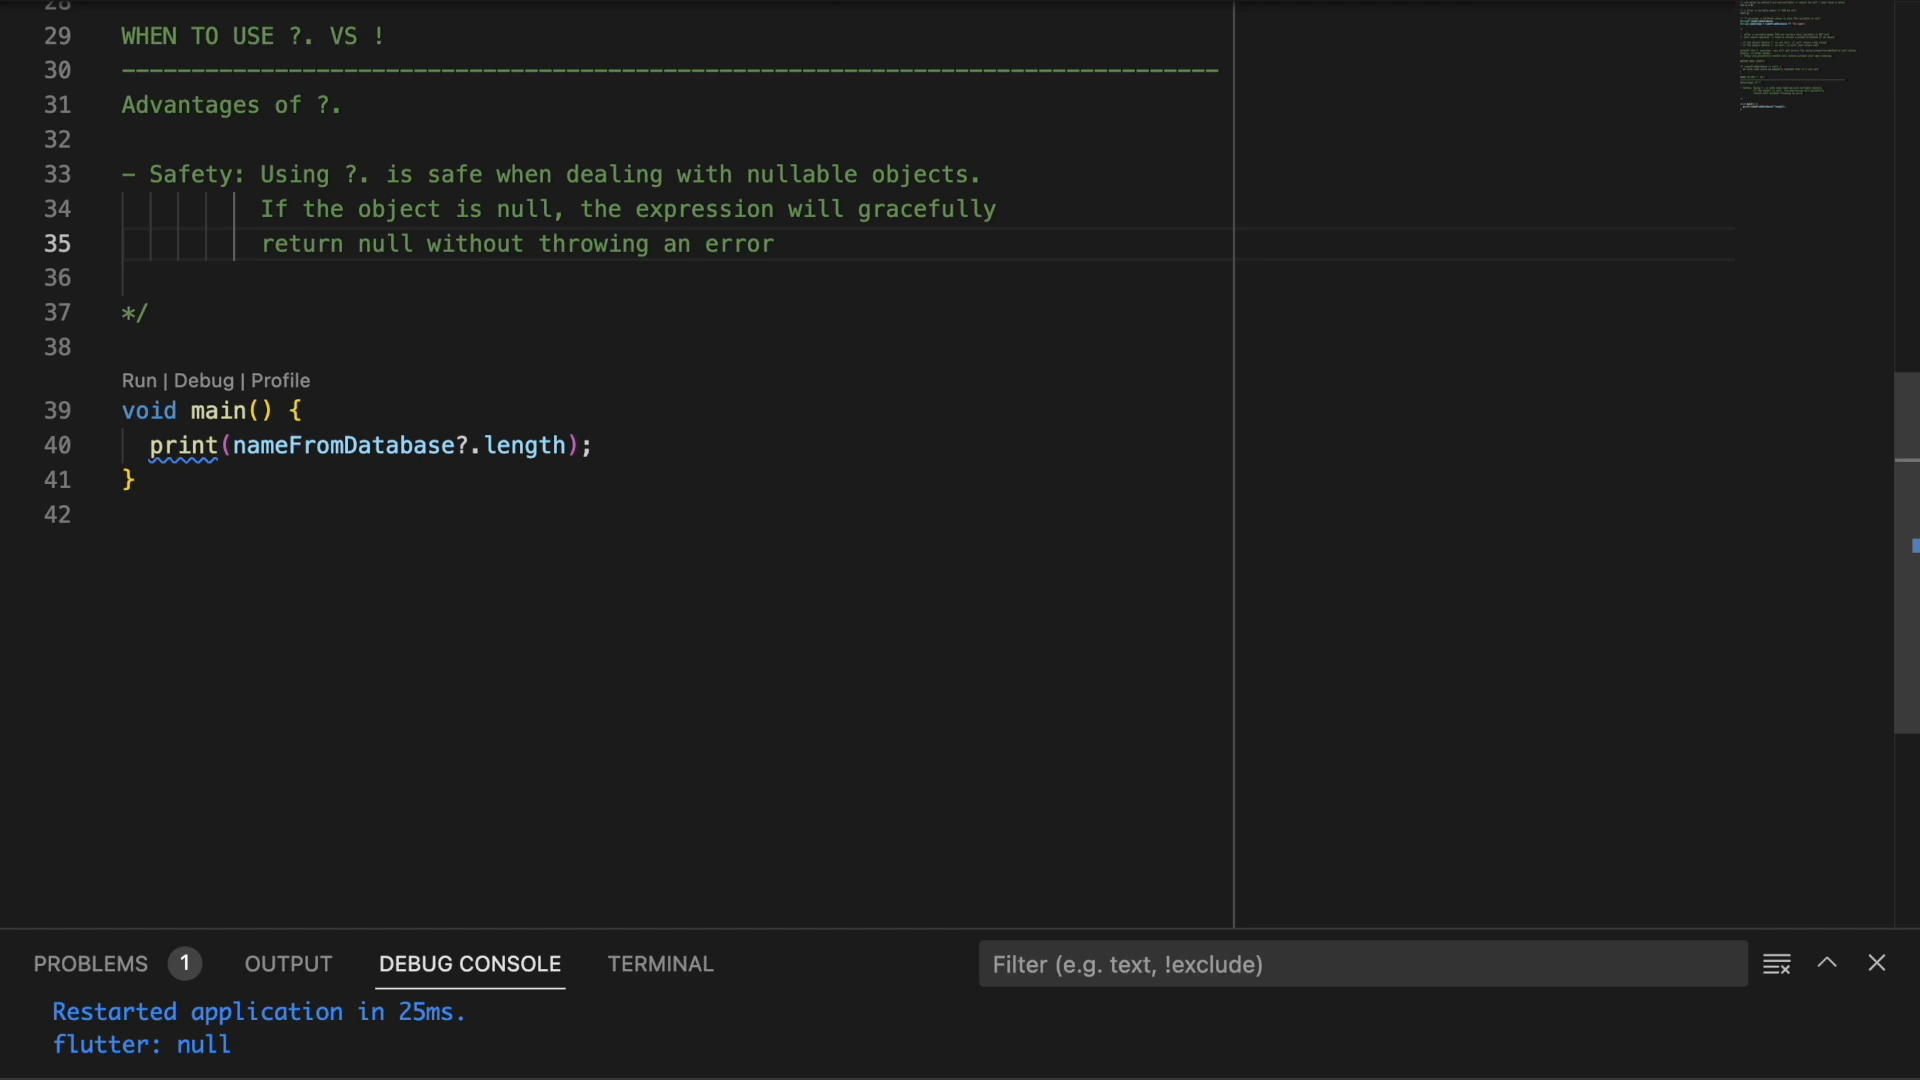 28
29 WHEN TO USE ?. VS !
30 -------------------------------------------------------------------------------
31 Advantages of ?.
32
33 - Safety: Using ?. is safe when dealing with nullable objects.
34 If the object is null, the expression will gracefully
35 return null without throwing an error
36
37 */
38
Run | Debug | Profile
39 void main() {
40 print(nameFromDatabase?.length);
41 }
42
PROBLEMS 1 OUTPUT DEBUG CONSOLE TERMINAL Filter (e.g. text, !exclude)
Restarted application in 25ms.
flutter: null